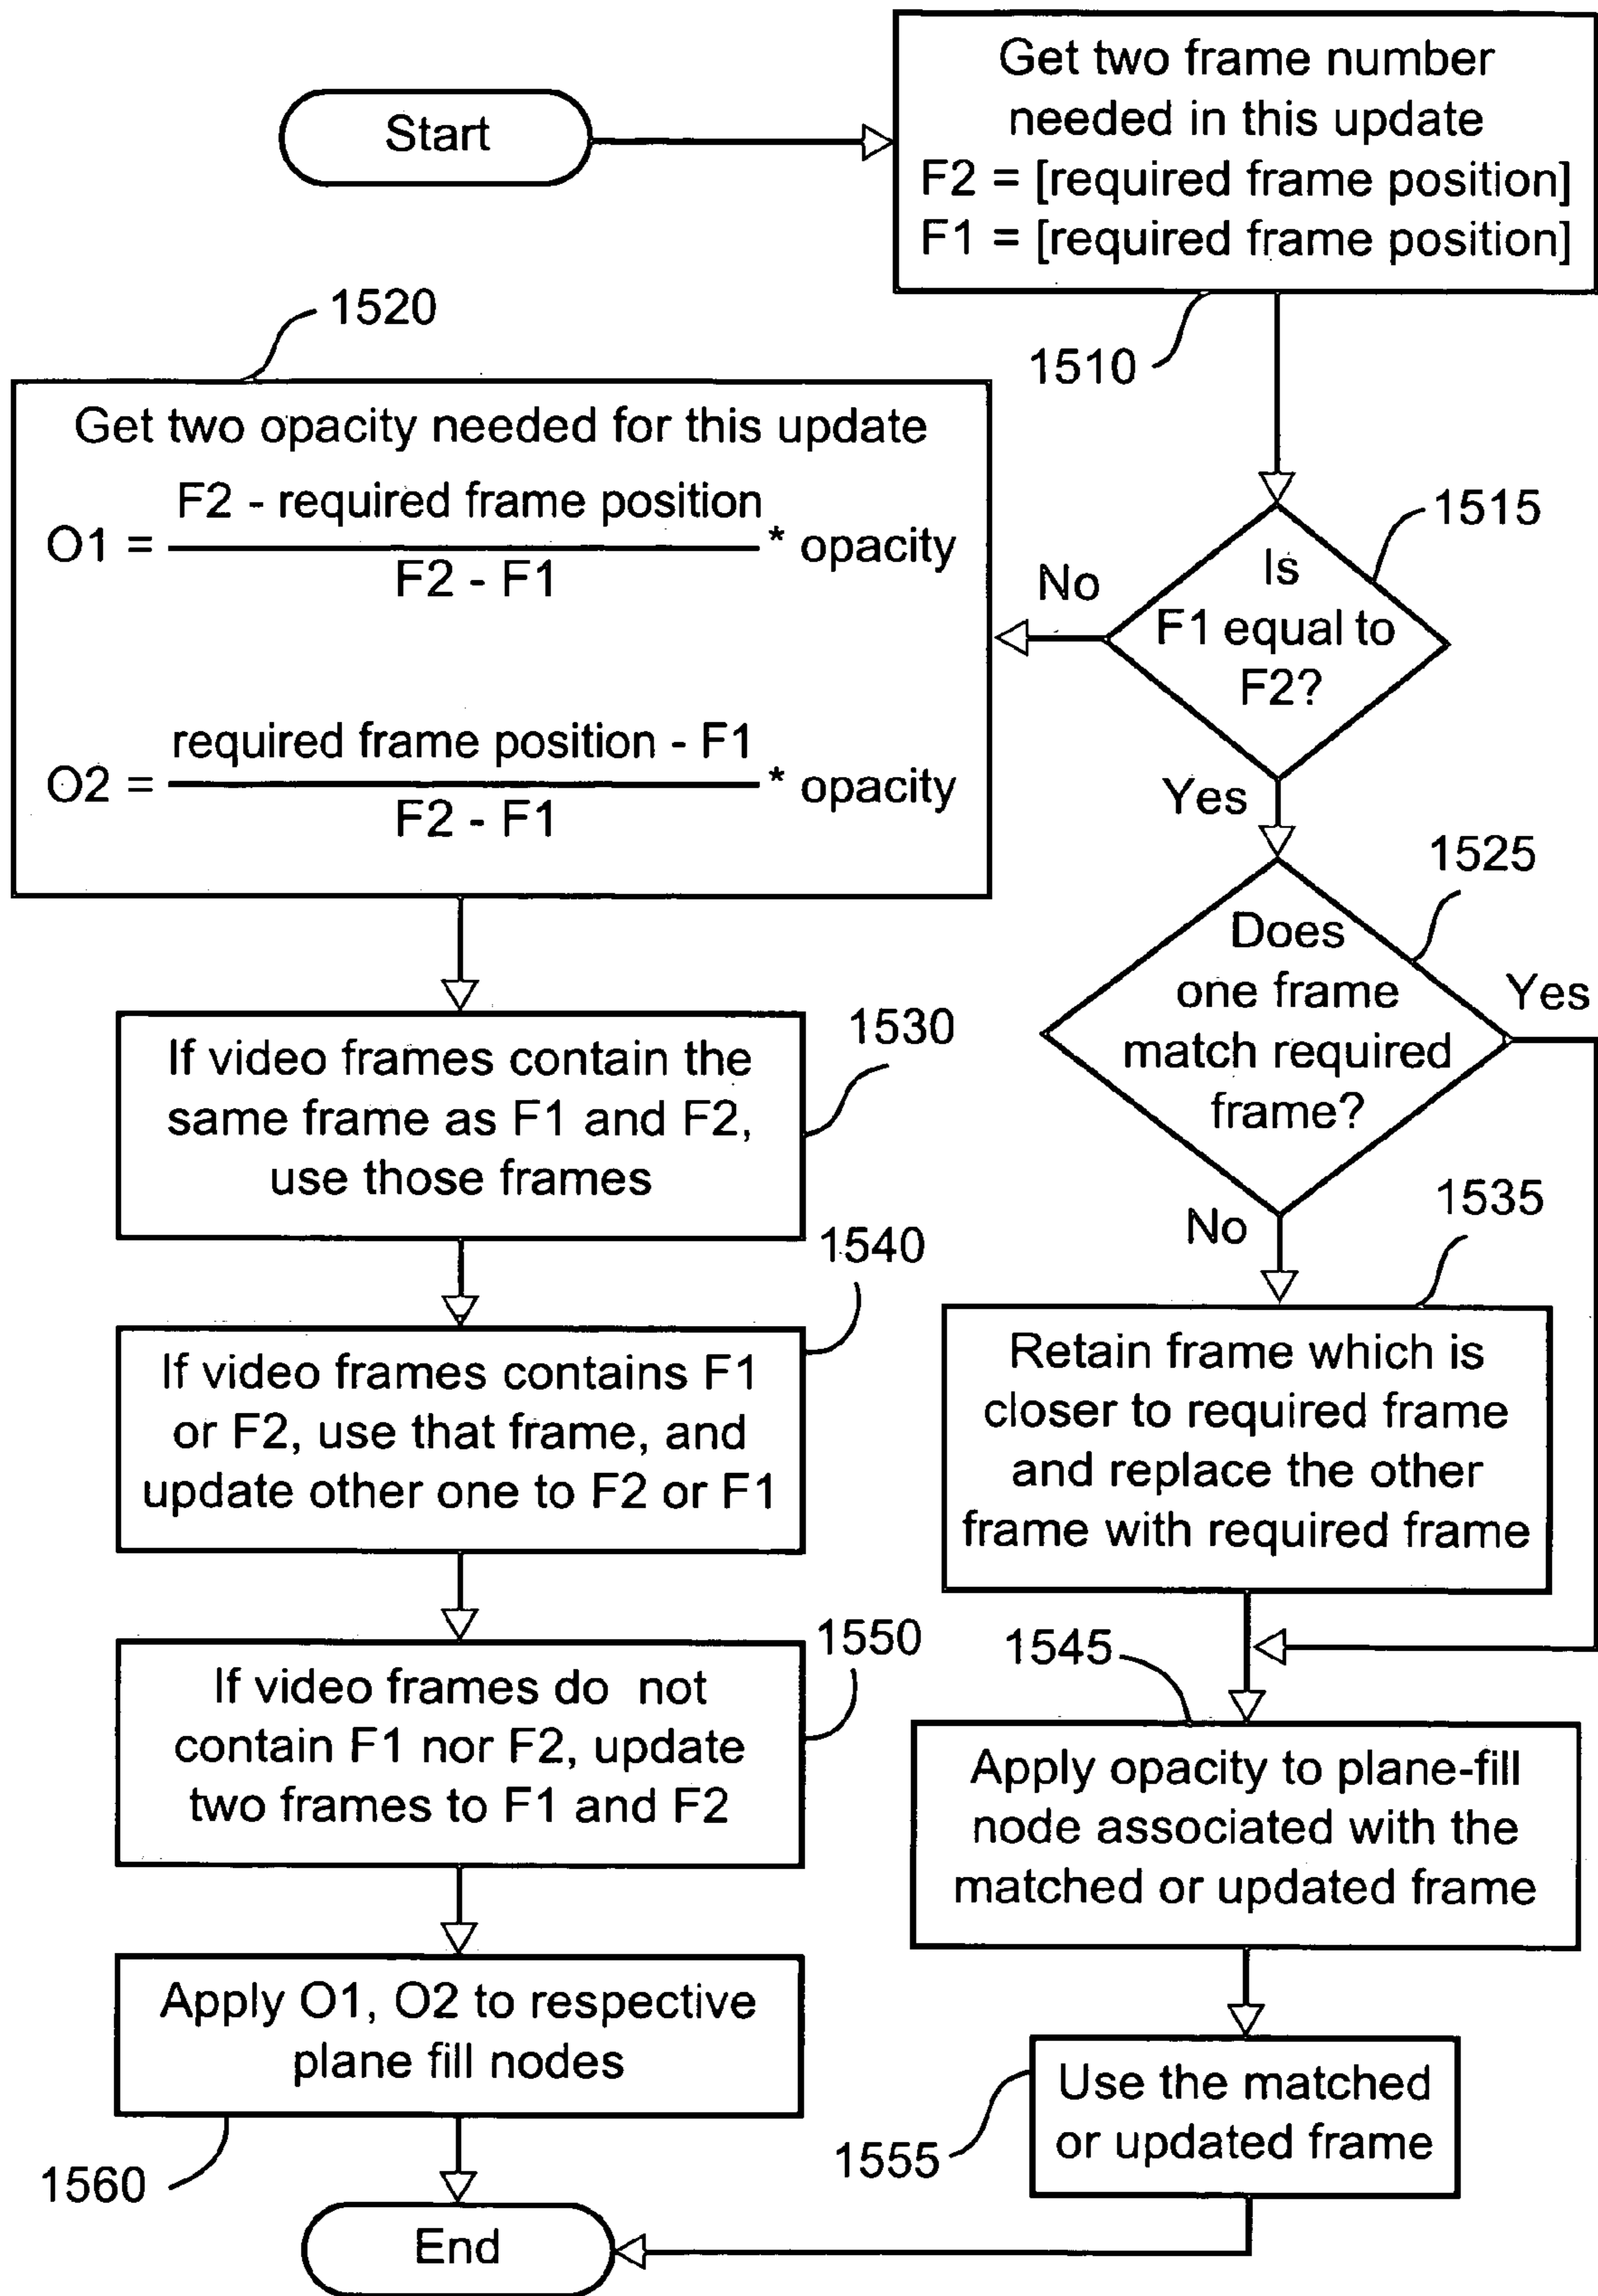 Start
Get two frame number
needed in this update
F2 = [required frame position]
F1 = [required frame position]
1510
1520
Get two opacity needed for this update
F2 - required frame position
O1 = * opacity
F2 - F1
required frame position - F1
O2 = * opacity
F2 - F1
1515
Is
F1 equal to
F2?
No
Yes
1525
Does
one frame
match required
frame?
Yes
No
1530
If video frames contain the
same frame as F1 and F2,
use those frames
1535
Retain frame which is
closer to required frame
and replace the other
frame with required frame
1540
If video frames contains F1
or F2, use that frame, and
update other one to F2 or F1
1545
Apply opacity to plane-fill
node associated with the
matched or updated frame
1550
If video frames do not
contain F1 nor F2, update
two frames to F1 and F2
1555
Use the matched
or updated frame
Apply O1, O2 to respective
plane fill nodes
1560
End